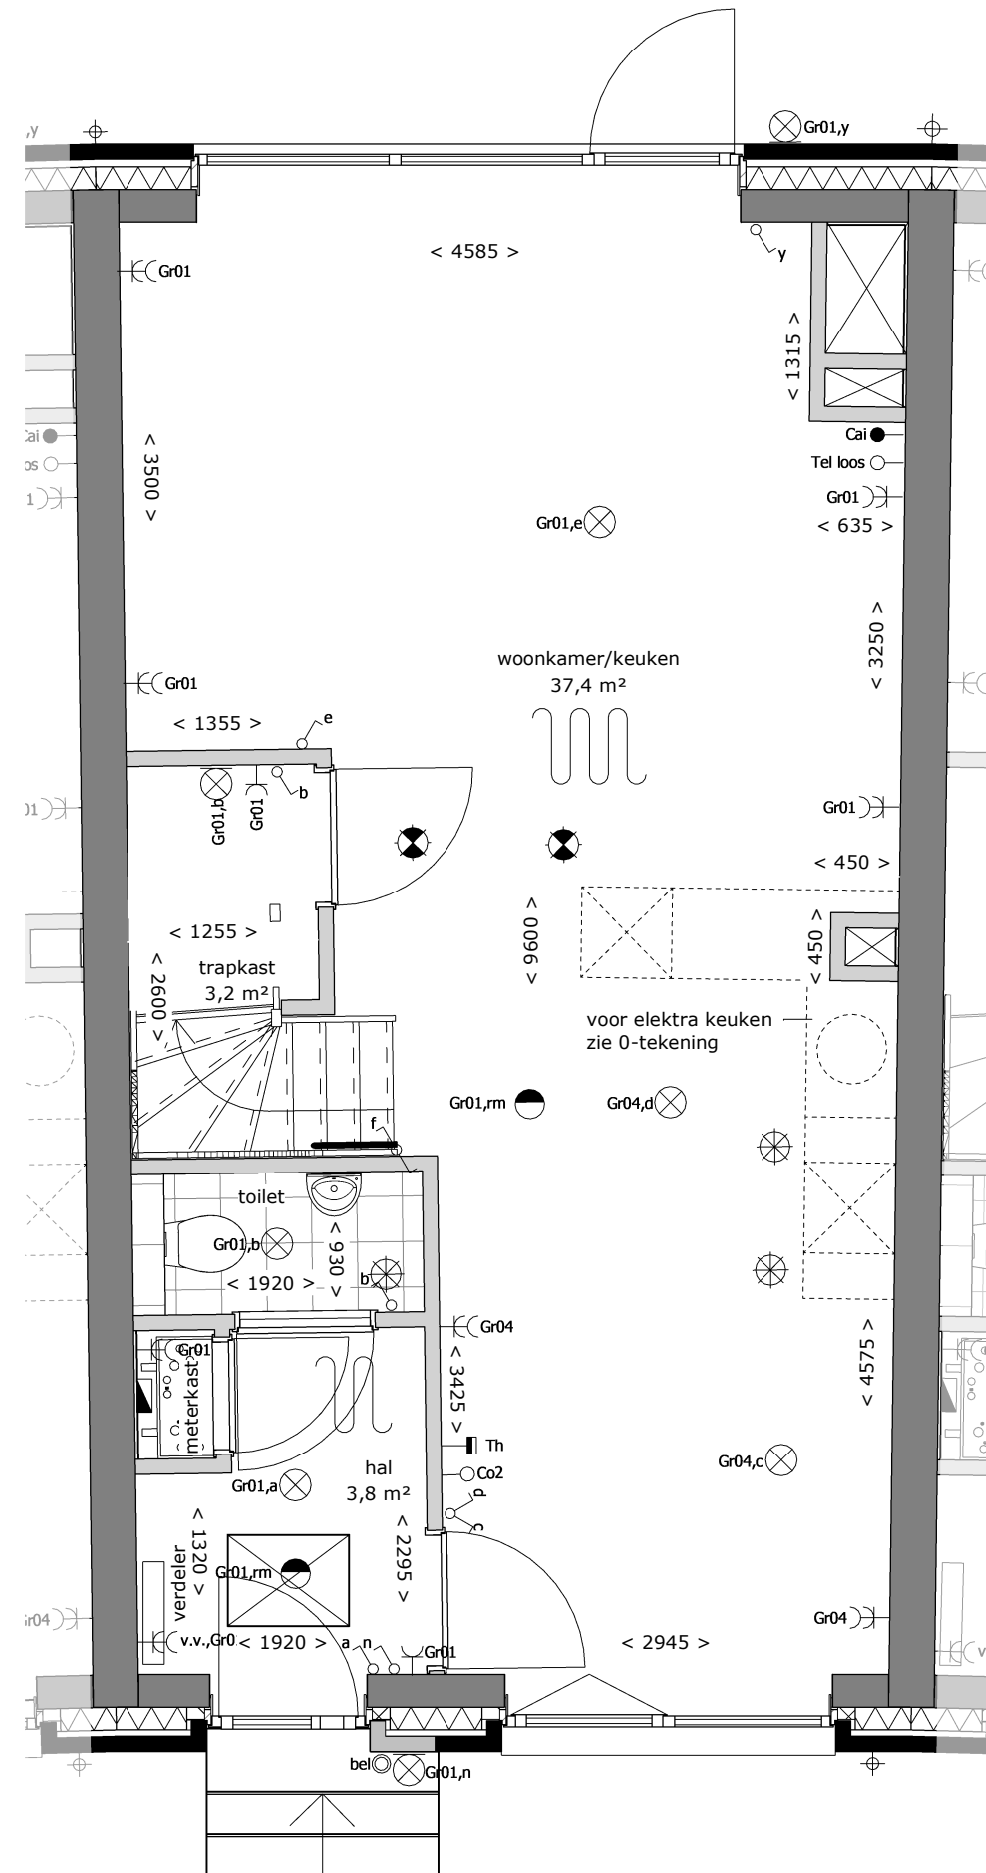 ,y
Gr01,y
< 4585 >
y
Gr01
< 1315 >
Cai
Cai
< 3500 >
Tel loos
os
Gr01
1
Gr01,e
< 635 >
< 3250 >
woonkamer/keuken
37,4 m²
Gr01
< 1355 >
e
b
Gr01,b
Gr01
Gr01
01
< 450 >
< 1255 >
< 9600 >
< 450 >
trapkast
3,2 m²
< 2600 >
voor elektra keuken
zie 0-tekening
Gr01,rm
Gr04,d
f
toilet
Gr01,b
< 930 >
< 1920 >
b
Gr04
Gr01
meterkast
< 3425 >
< 4575 >
Th
Co2
hal
3,8 m²
Gr01,a
Gr04,c
d
c
< 1320 >
< 2295 >
verdeler
Gr01,rm
Gr04
Gr04
v.v.,Gr0
< 1920 >
a
n
Gr01
< 2945 >
v
bel
Gr01,n